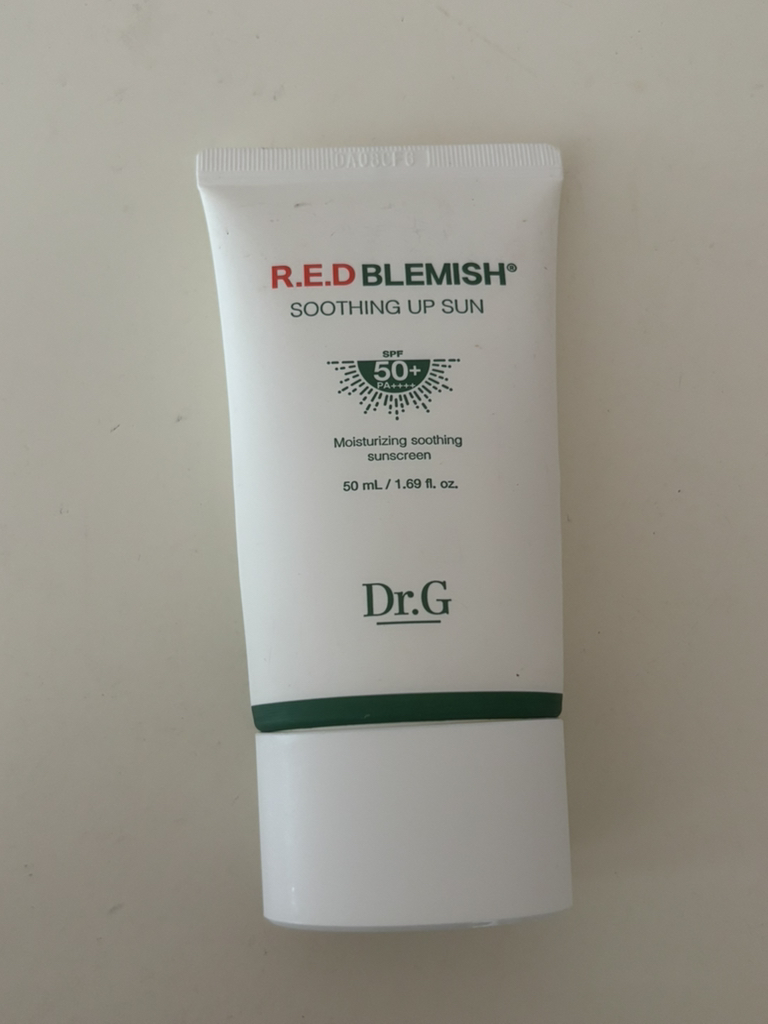 R.E.D BLEMISH®
SOOTHING UP SUN
SPF
50+
PA++++
Moisturizing soothing
sunscreen
50 mL / 1.69 fl. oz.
Dr.G